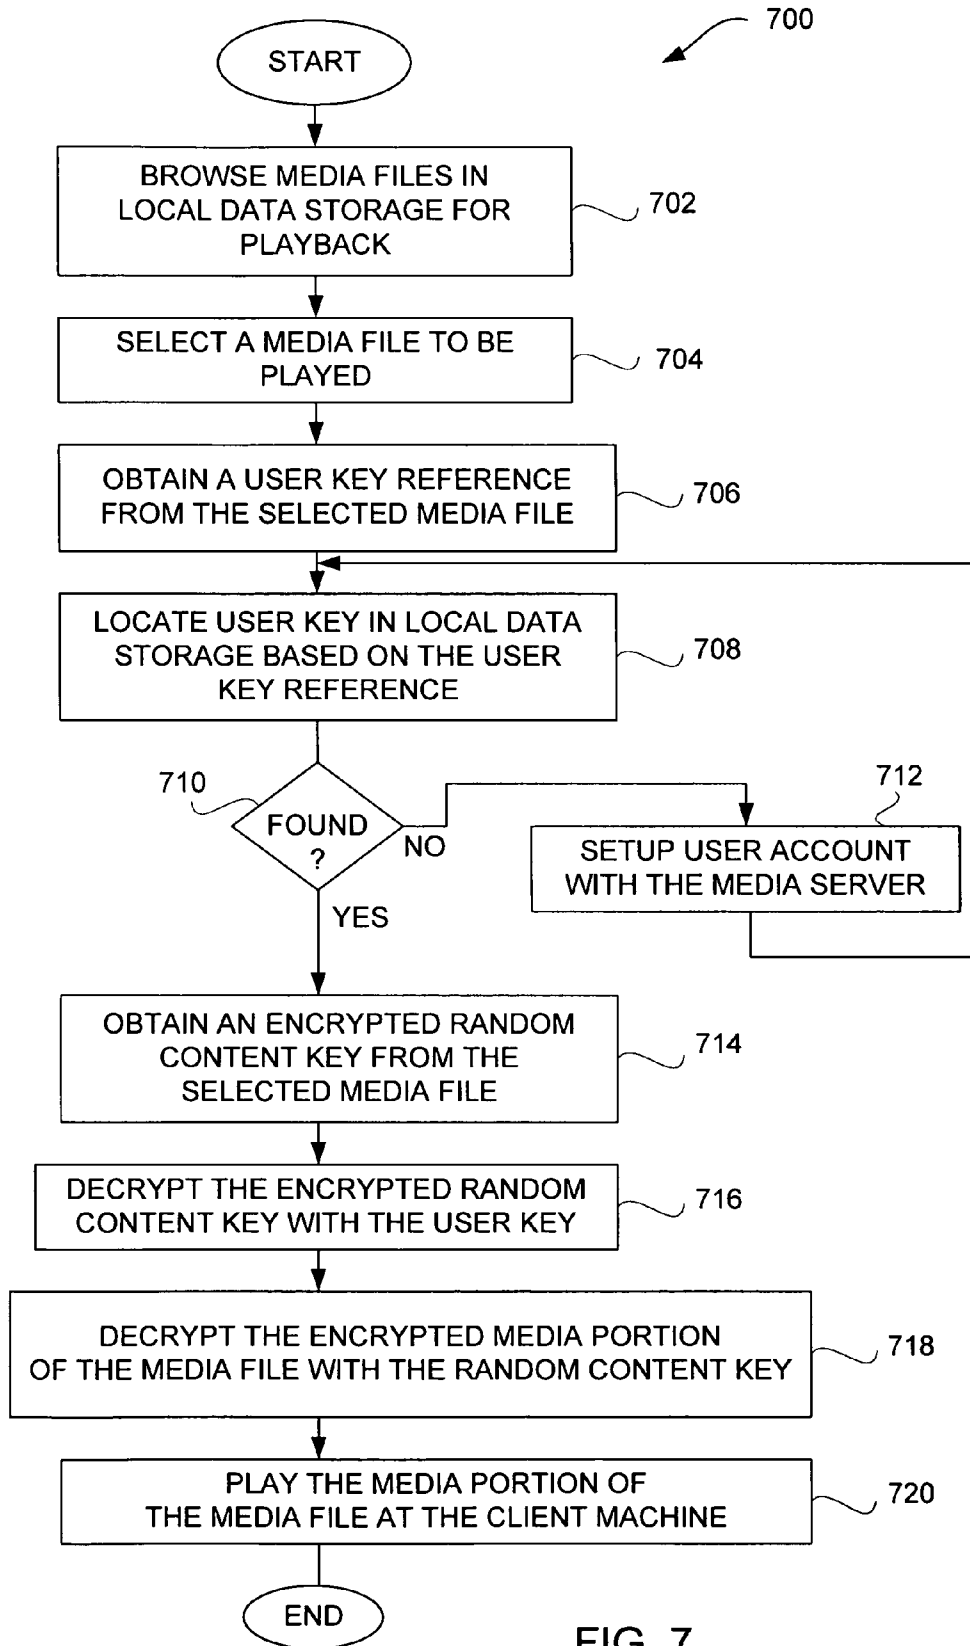 700
START
BROWSE MEDIA FILES IN
LOCAL DATA STORAGE FOR
PLAYBACK
702
SELECT A MEDIA FILE TO BE
PLAYED
704
OBTAIN A USER KEY REFERENCE
FROM THE SELECTED MEDIA FILE
706
LOCATE USER KEY IN LOCAL DATA
STORAGE BASED ON THE USER
KEY REFERENCE
708
710
FOUND
?
NO
YES
712
SETUP USER ACCOUNT
WITH THE MEDIA SERVER
OBTAIN AN ENCRYPTED RANDOM
CONTENT KEY FROM THE
SELECTED MEDIA FILE
714
DECRYPT THE ENCRYPTED RANDOM
CONTENT KEY WITH THE USER KEY
716
DECRYPT THE ENCRYPTED MEDIA PORTION
OF THE MEDIA FILE WITH THE RANDOM CONTENT KEY
718
PLAY THE MEDIA PORTION OF
THE MEDIA FILE AT THE CLIENT MACHINE
720
END
FIG. 7